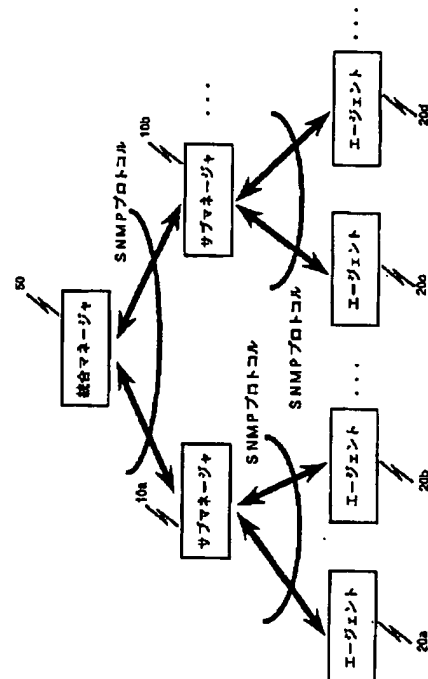 50
統合マネージャ
SNMPプロトコル
10a
サブマネージャ
10b
サブマネージャ
...
SNMPプロトコル
SNMPプロトコル
エージェント
20a
エージェント
20b
...
エージェント
20c
エージェント
20d
...